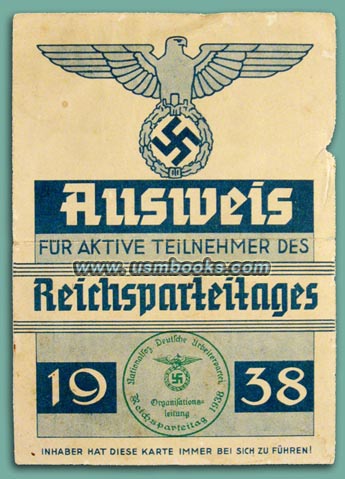 Ausweis
FÜR AKTIVE TEILNEHMER DES
www.usmbooks.com
Reichsparteitages
19 38
Nationalsoz. Deutsche Arbeiterpartei
Organisations-
leitung
Reichsparteitag 1938
INHABER HAT DIESE KARTE IMMER BEI SICH ZU FÜHREN!